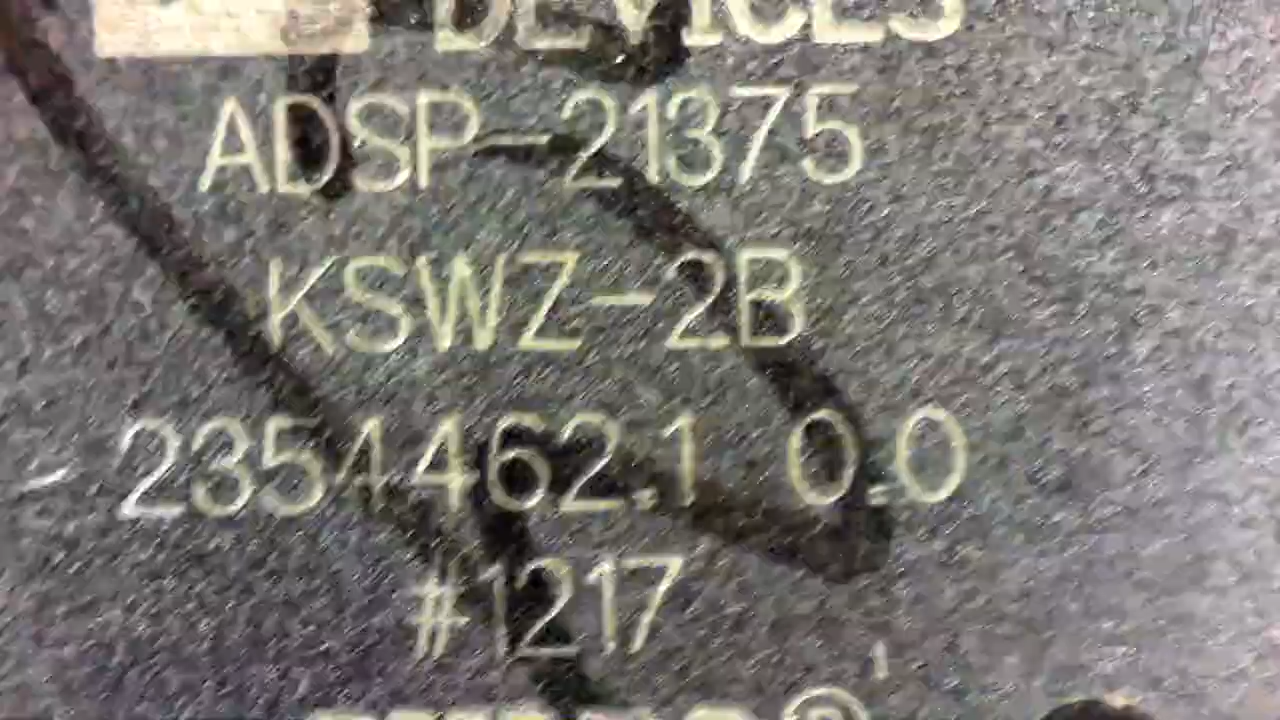 DEVICES
ADSP-21375
KSWZ-2B
2354462.1 0.0
#1217